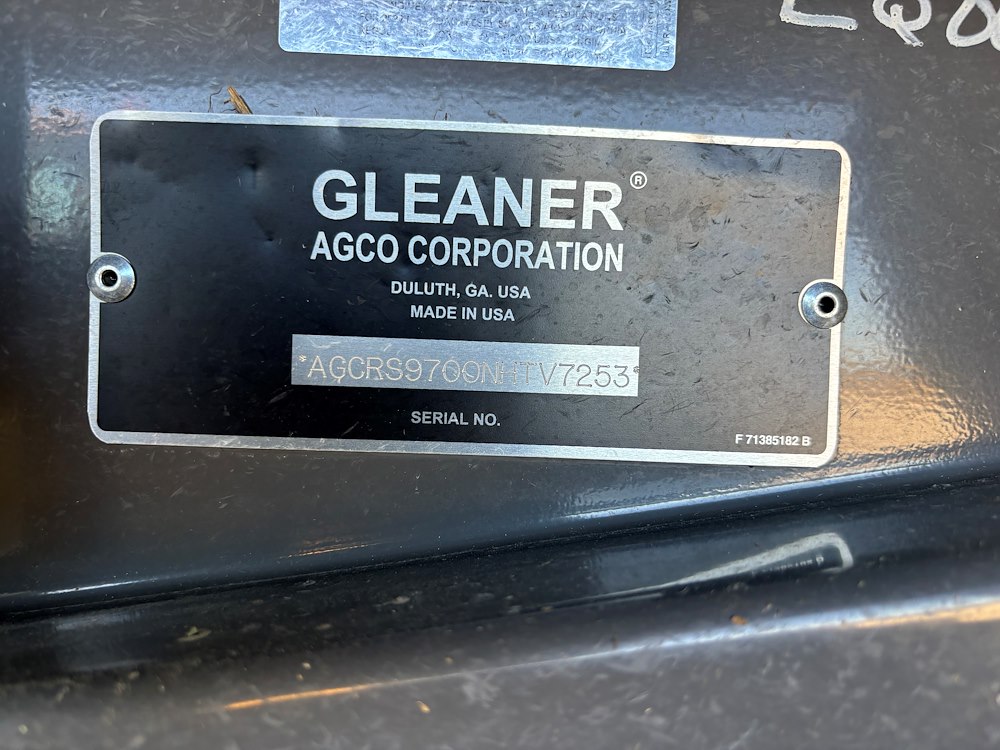 GLEANER®
AGCO CORPORATION
DULUTH, GA. USA
MADE IN USA
*AGCRS9700NHTV7253*
SERIAL NO.
F 71385182 B